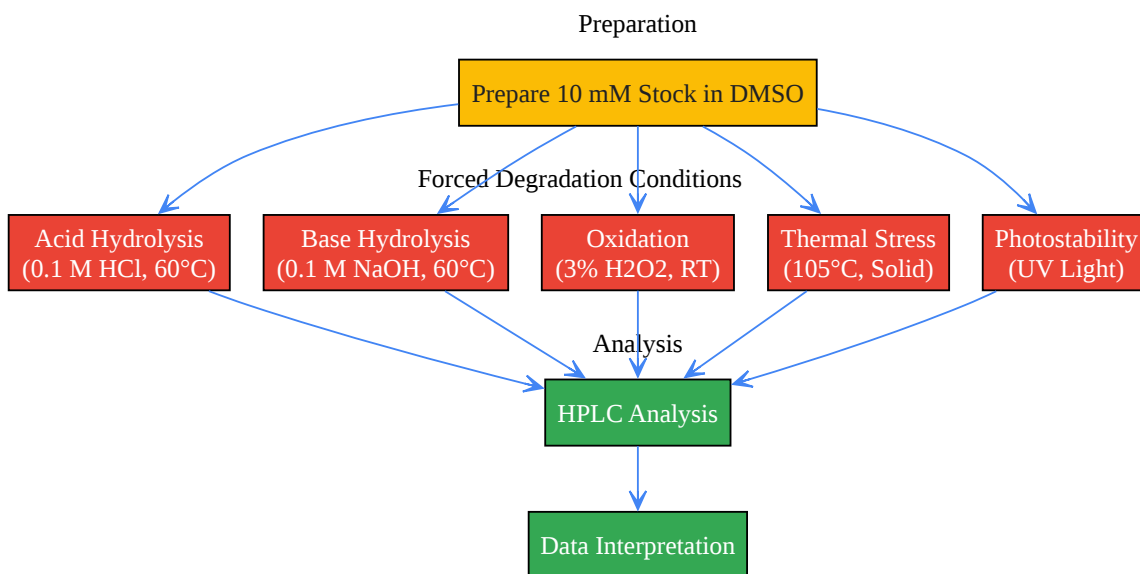 Preparation
Prepare 10 mM Stock in DMSO
Forced Degradation Conditions
Acid Hydrolysis
(0.1 M HCl, 60°C)
Base Hydrolysis
(0.1 M NaOH, 60°C)
Oxidation
(3% H2O2, RT)
Thermal Stress
(105°C, Solid)
Photostability
(UV Light)
Analysis
HPLC Analysis
Data Interpretation